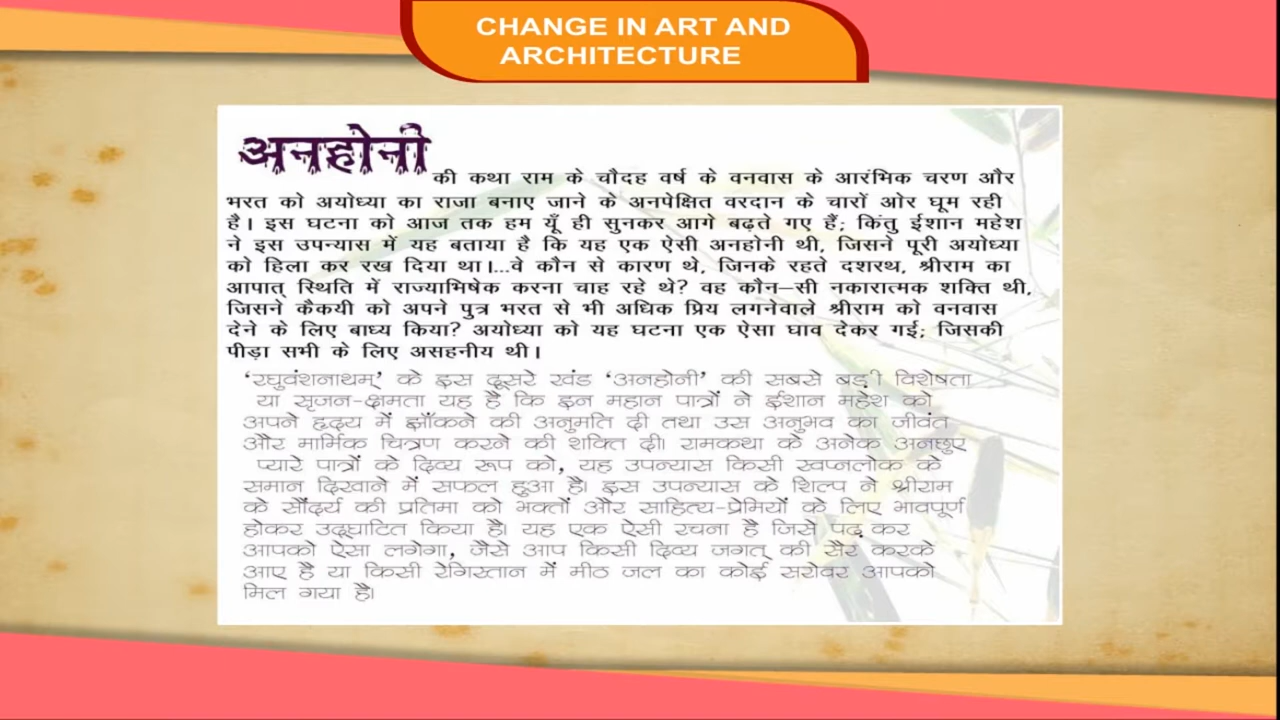 CHANGE IN ART AND
ARCHITECTURE
अनहोनी
की कथा राम के चौदह वर्ष के वनवास के आरंभिक चरण और
भरत को अयोध्या का राजा बनाए जाने के अनपेक्षित वरदान के चारों ओर घूम रही
है। इस घटना को आज तक हम यूँ ही सुनकर आगे बढ़ते गए हैं; किंतु ईशान महेश
ने इस उपन्यास में यह बताया है कि यह एक ऐसी अनहोनी थी, जिसने पूरी अयोध्या
को हिला कर रख दिया था।...वे कौन से कारण थे, जिनके रहते दशरथ, श्रीराम का
आपात् स्थिति में राज्याभिषेक करना चाह रहे थे? वह कौन–सी नकारात्मक शक्ति थी,
जिसने कैकयी को अपने पुत्र भरत से भी अधिक प्रिय लगनेवाले श्रीराम को वनवास
देने के लिए बाध्य किया? अयोध्या को यह घटना एक ऐसा घाव देकर गई; जिसकी
पीड़ा सभी के लिए असहनीय थी।
‘रघुवंशनाथम्’ के इस दूसरे खंड ‘अनहोनी’ की सबसे बड़ी विशेषता
या सृजन-क्षमता यह है कि इन महान पात्रों ने ईशान महेश को
अपने हृदय में झाँकने की अनुमति दी तथा उस अनुभव का जीवंत
और मार्मिक चित्रण करने की शक्ति दी। रामकथा के अनेक अनछुए
प्यारे पात्रों के दिव्य रूप को, यह उपन्यास किसी स्वप्नलोक के
समान दिखाने में सफल हुआ है। इस उपन्यास के शिल्प ने श्रीराम
के सौंदर्य की प्रतिमा को भक्तों और साहित्य-प्रेमियों के लिए भावपूर्ण
होकर उद्घाटित किया है। यह एक ऐसी रचना है जिसे पढ़ कर
आपको ऐसा लगेगा, जैसे आप किसी दिव्य जगत् की सैर करके
आए है या किसी रेगिस्तान में मीठ जल का कोई सरोवर आपको
मिल गया है।